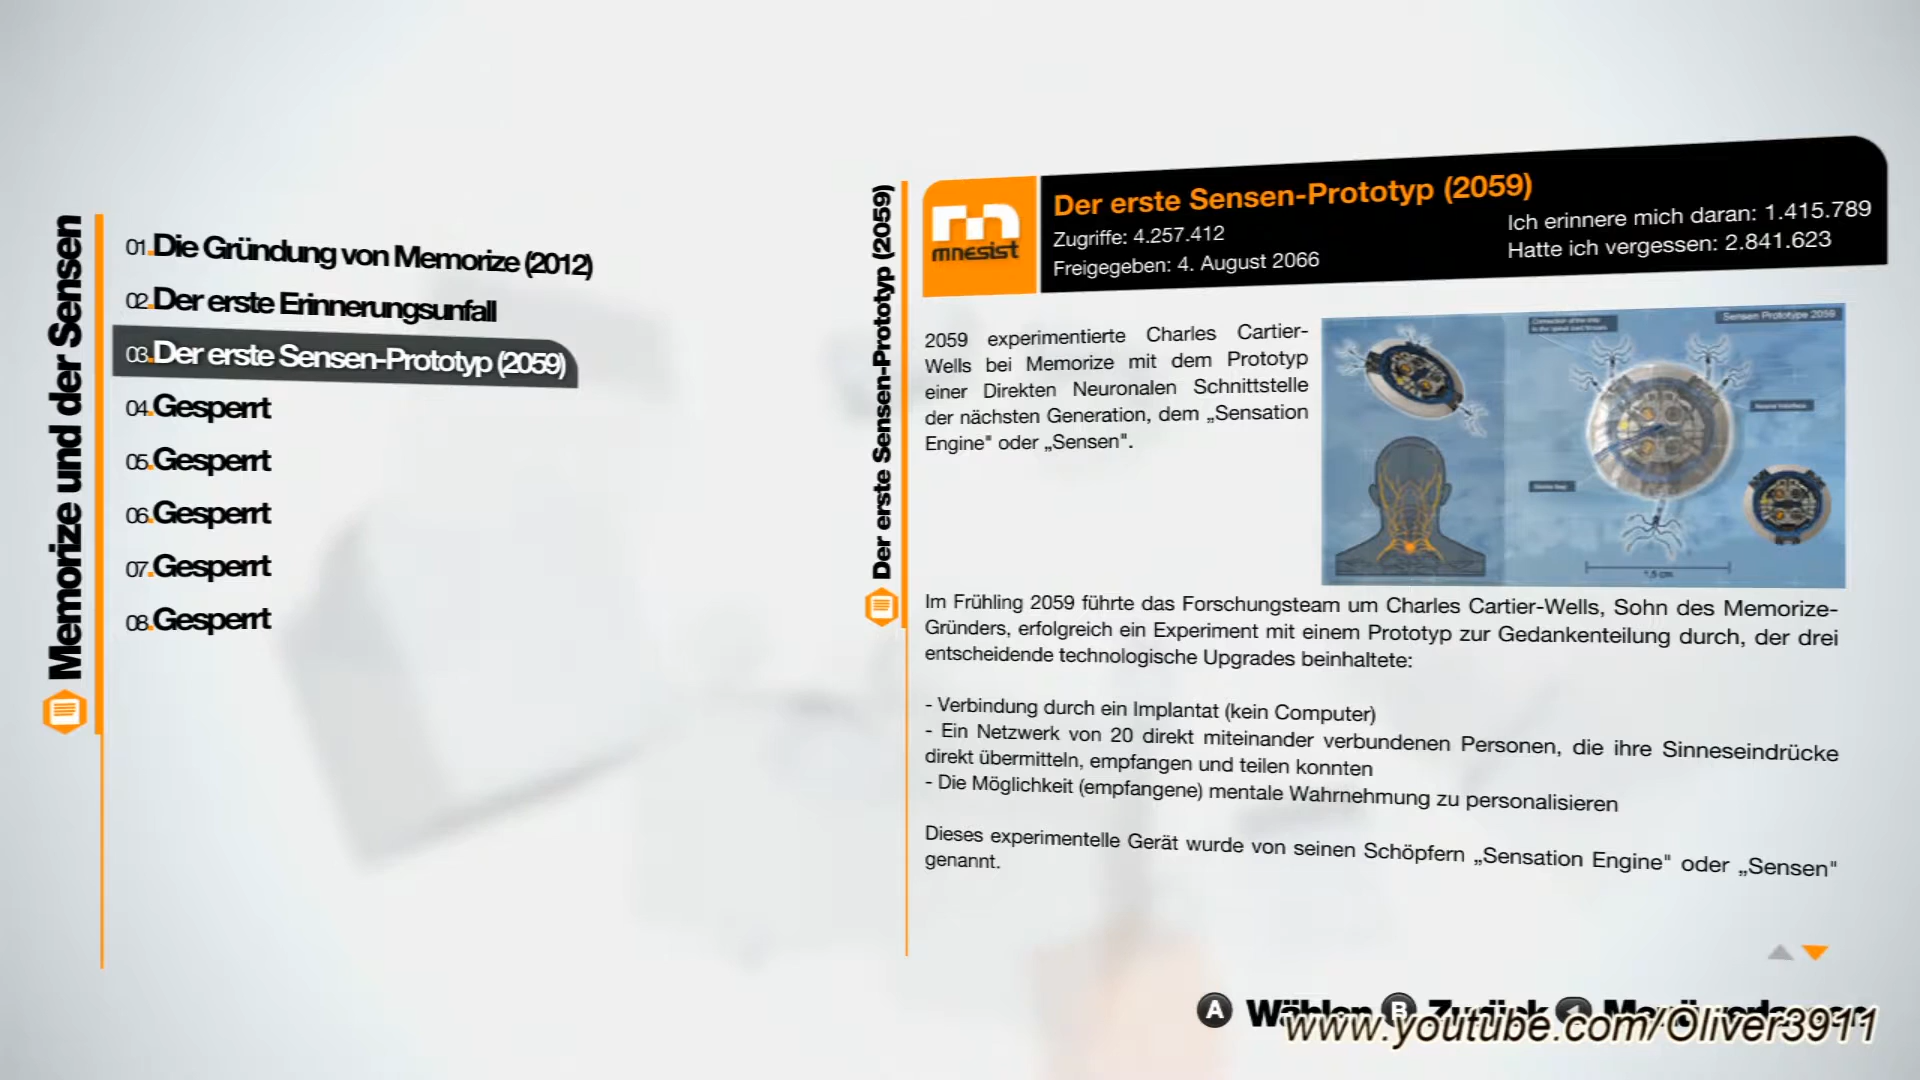 Memorize und der Sensen
01.Die Gründung von Memorize (2012)
02.Der erste Erinnerungsunfall
03.Der erste Sensen-Prototyp (2059)
04.Gesperrt
05.Gesperrt
06.Gesperrt
07.Gesperrt
08.Gesperrt
Der erste Sensen-Prototyp (2059)
mnesist
Der erste Sensen-Prototyp (2059)
Zugriffe: 4.257.412
Freigegeben: 4. August 2066
Ich erinnere mich daran: 1.415.789
Hatte ich vergessen: 2.841.623
2059 experimentierte Charles Cartier-
Wells bei Memorize mit dem Prototyp
einer Direkten Neuronalen Schnittstelle
der nächsten Generation, dem „Sensation
Engine" oder „Sensen".
Sensen Prototype 2059
1,5 cm
Im Frühling 2059 führte das Forschungsteam um Charles Cartier-Wells, Sohn des Memorize-
Gründers, erfolgreich ein Experiment mit einem Prototyp zur Gedankenteilung durch, der drei
entscheidende technologische Upgrades beinhaltete:
- Verbindung durch ein Implantat (kein Computer)
- Ein Netzwerk von 20 direkt miteinander verbundenen Personen, die ihre Sinneseindrücke
direkt übermitteln, empfangen und teilen konnten
- Die Möglichkeit (empfangene) mentale Wahrnehmung zu personalisieren
Dieses experimentelle Gerät wurde von seinen Schöpfern „Sensation Engine" oder „Sensen"
genannt.
A Wählen B Zurück Menü verlassen
www.youtube.com/Oliver3911